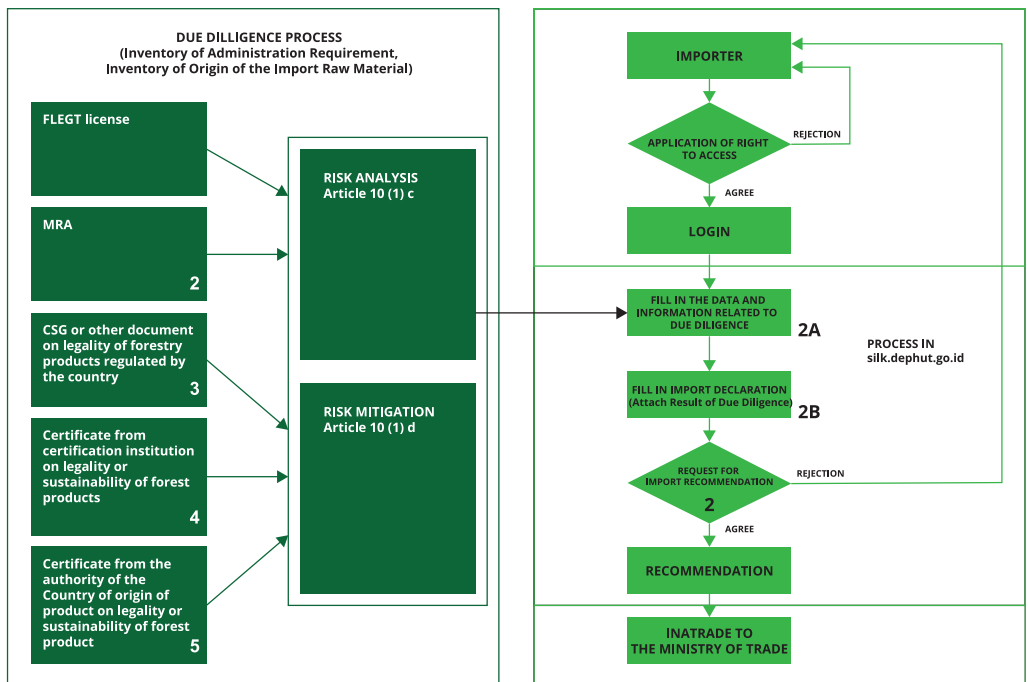 DUE DILLIGENCE PROCESS
(Inventory of Administration Requirement,
Inventory of Origin of the Import Raw Material)
FLEGT license
MRA
2
CSG or other document
on legality of forestry
products regulated by
the country
3
Certificate from
certification institution
on legality or
sustainability of forest
products
4
Certificate from the
authority of the
Country of origin of
product on legality or
sustainability of forest
product
5
RISK ANALYSIS
Article 10 (1) c
RISK MITIGATION
Article 10 (1) d
IMPORTER
APPLICATION OF RIGHT
TO ACCESS
REJECTION
AGREE
LOGIN
FILL IN THE DATA AND
INFORMATION RELATED TO
DUE DILIGENCE
2A
PROCESS IN
silk.dephut.go.id
FILL IN IMPORT DECLARATION
(Attach Result of Due Diligence)
2B
REQUEST FOR
IMPORT RECOMMENDATION
2
REJECTION
AGREE
RECOMMENDATION
INATRADE TO
THE MINISTRY OF TRADE